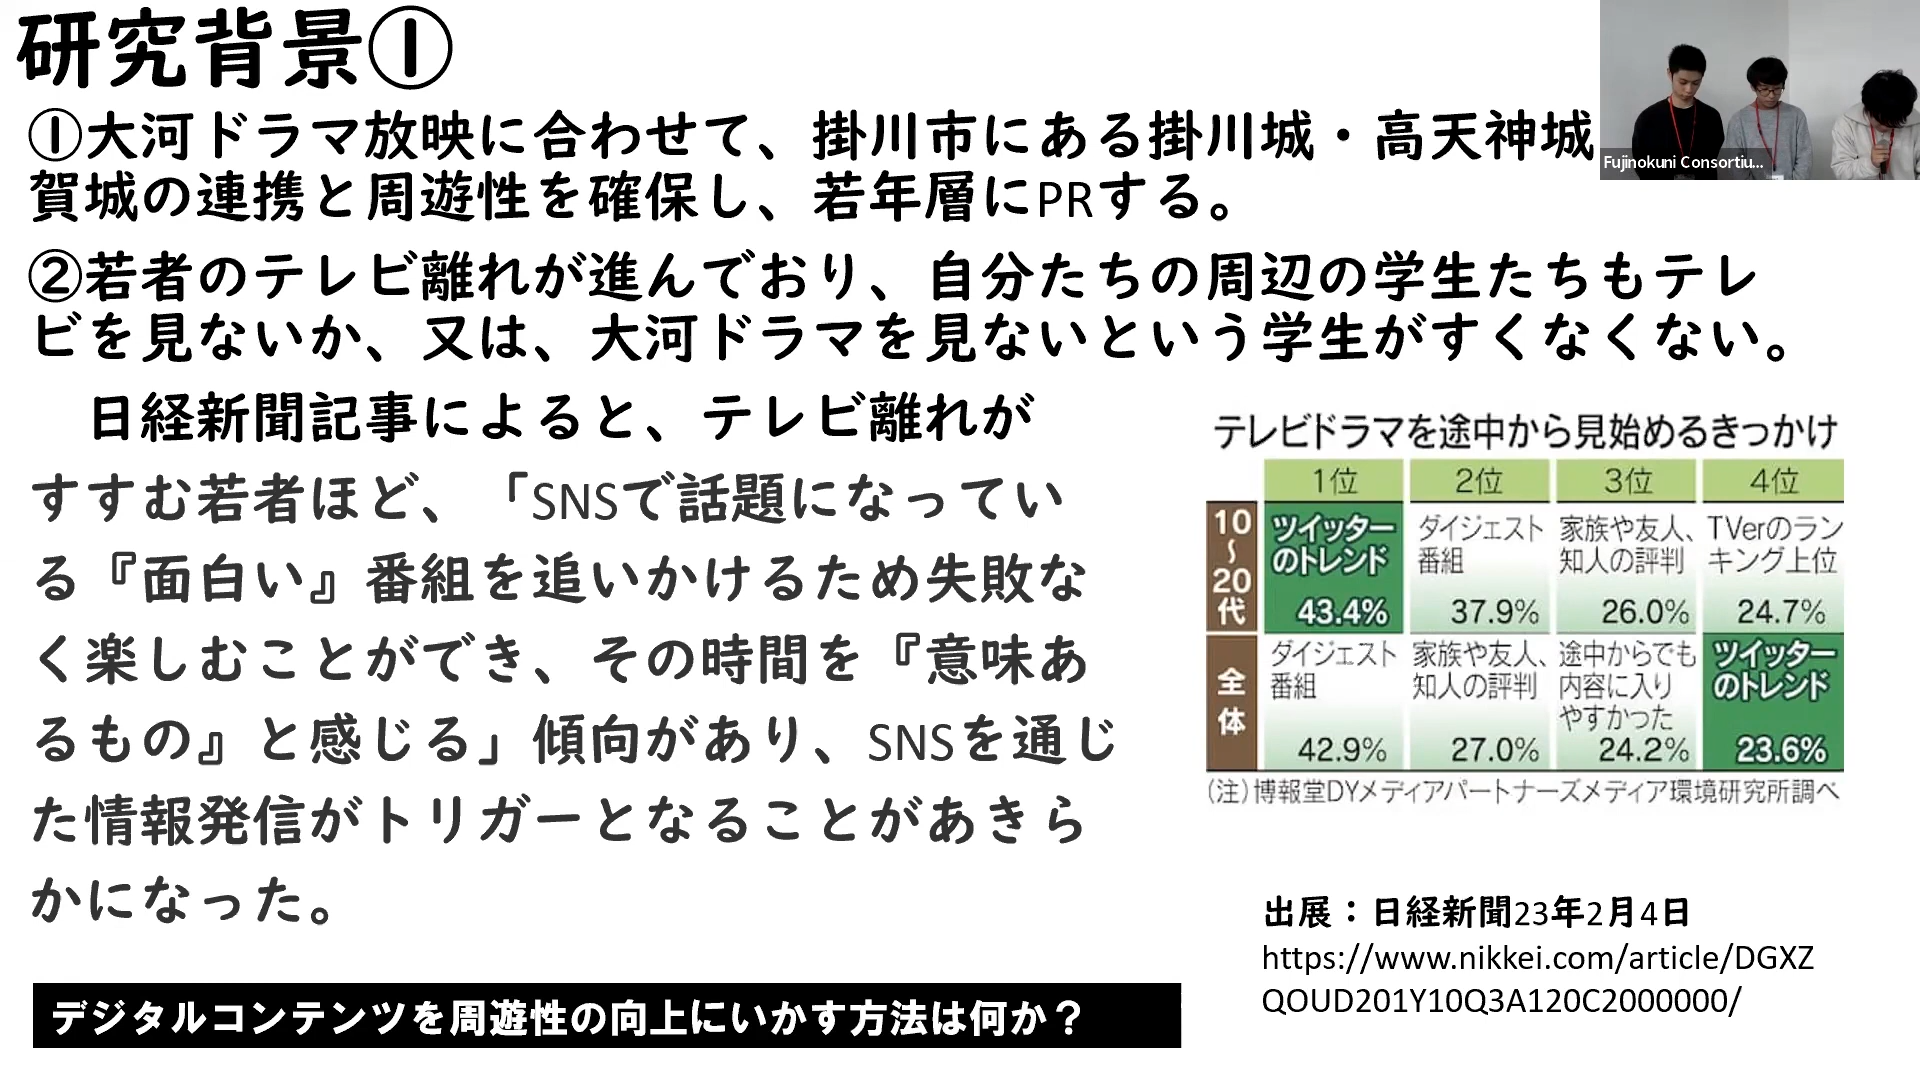 研究背景①
①大河ドラマ放映に合わせて、掛川市にある掛川城・高天神城
賀城の連携と周遊性を確保し、若年層にPRする。
②若者のテレビ離れが進んでおり、自分たちの周辺の学生たちもテレ
ビを見ないか、又は、大河ドラマを見ないという学生がすくなくない。
日経新聞記事によると、テレビ離れが
すすむ若者ほど、「SNSで話題になってい
る『面白い』番組を追いかけるため失敗な
く楽しむことができ、その時間を『意味あ
るもの』と感じる」傾向があり、SNSを通じ
た情報発信がトリガーとなることがあきら
かになった。
デジタルコンテンツを周遊性の向上にいかす方法は何か？
Fujinokuni Consortiu...
テレビドラマを途中から見始めるきっかけ
1位 2位 3位 4位
10〜20代
ツイッター
のトレンド
43.4%
ダイジェスト
番組
37.9%
家族や友人、
知人の評判
26.0%
TVerのラン
キング上位
24.7%
全体
ダイジェスト
番組
42.9%
家族や友人、
知人の評判
27.0%
途中からでも
内容に入り
やすかった
24.2%
ツイッター
のトレンド
23.6%
(注)博報堂DYメディアパートナーズメディア環境研究所調べ
出展：日経新聞23年2月4日
https://www.nikkei.com/article/DGXZ
QOUD201Y10Q3A120C2000000/